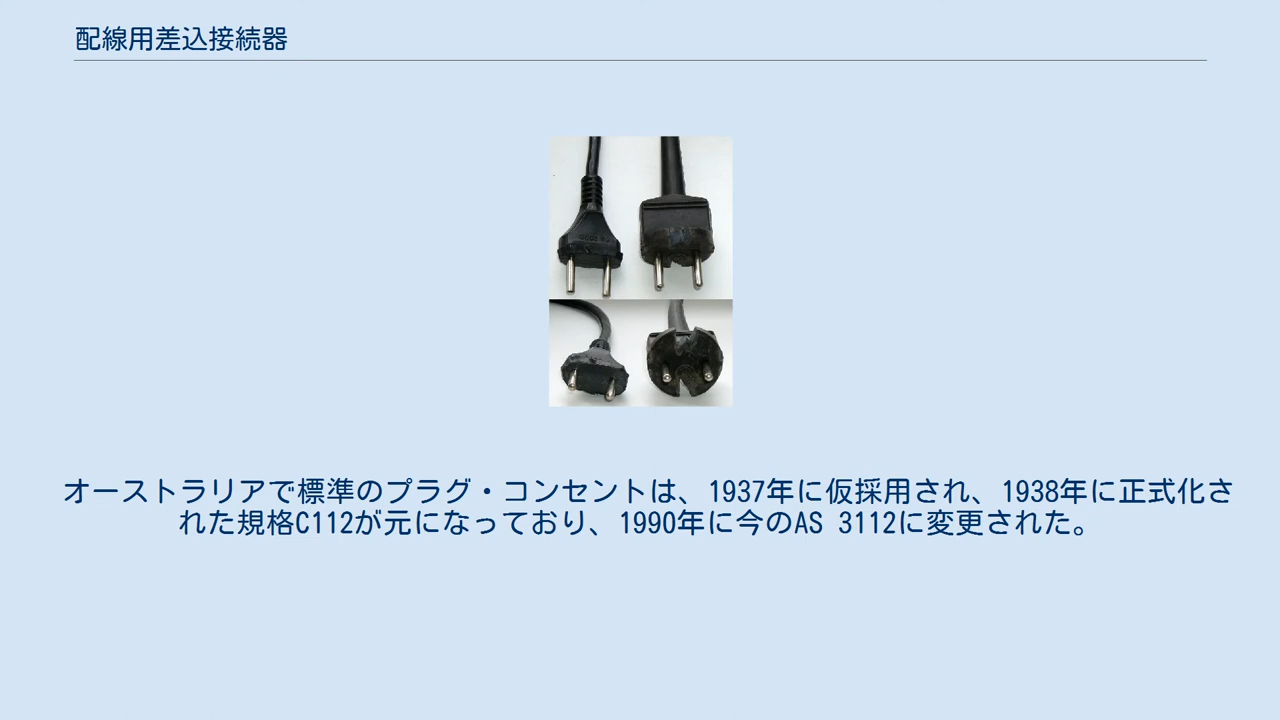 配線用差込接続器
オーストラリアで標準のプラグ・コンセントは、1937年に仮採用され、1938年に正式化さ
れた規格C112が元になっており、1990年に今のAS 3112に変更された。